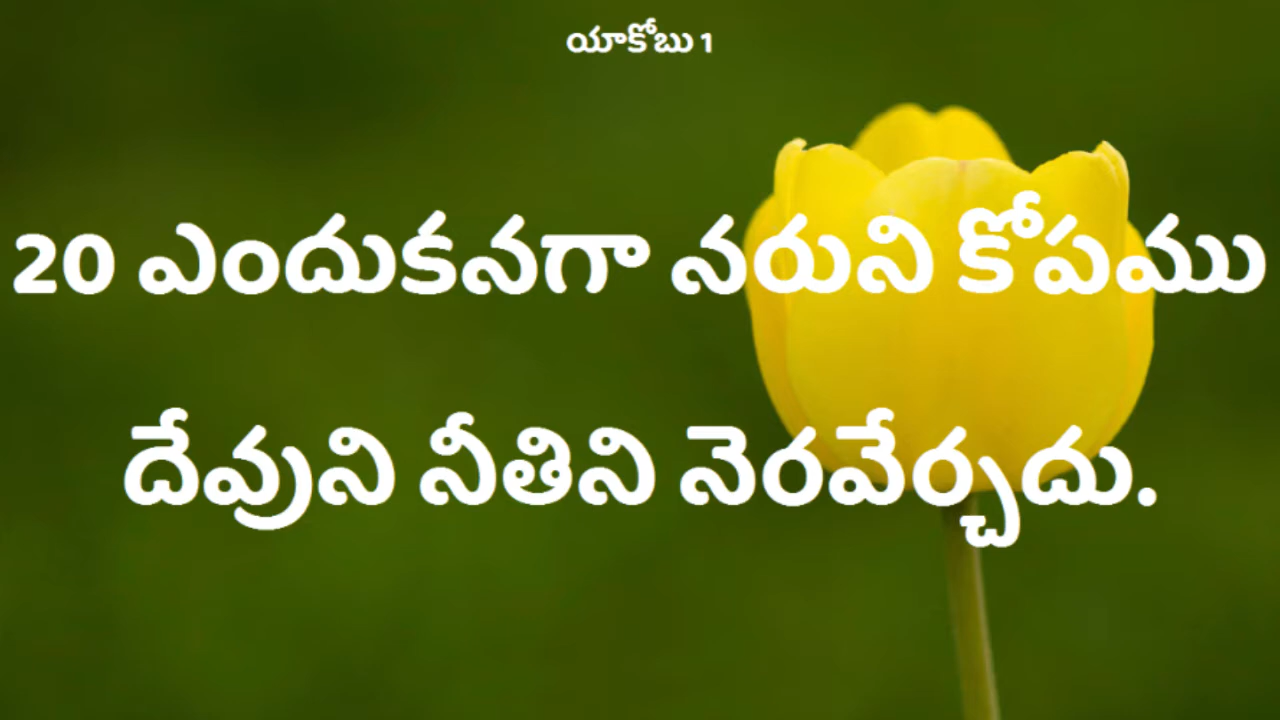 యాకోబు 1
20 ఎందుకనగా నరుని కోపము
దేవుని నీతిని నెరవేర్చదు.